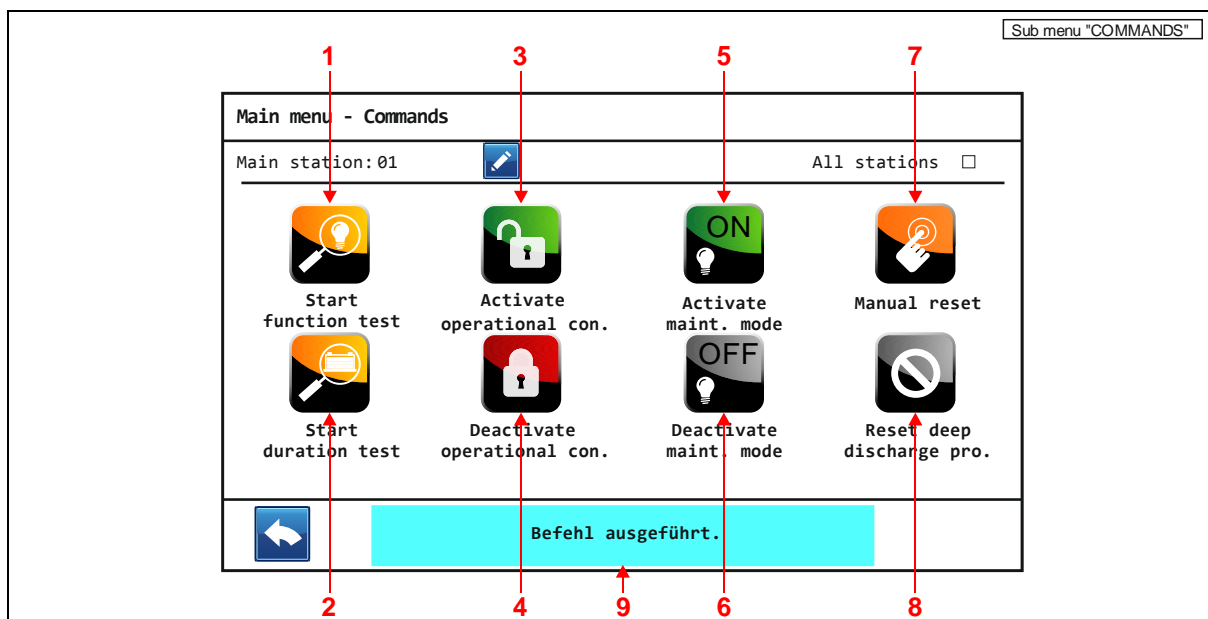 Sub menu "COMMANDS"
1 3 5 7
Main menu - Commands
Main station: 01
All stations
ON
Start
function test
Activate
operational con.
Activate
maint. mode
Manual reset
OFF
Start
duration test
Deactivate
operational con.
Deactivate
maint. mode
Reset deep
discharge pro.
Befehl ausgeführt.
2 4 9 6 8